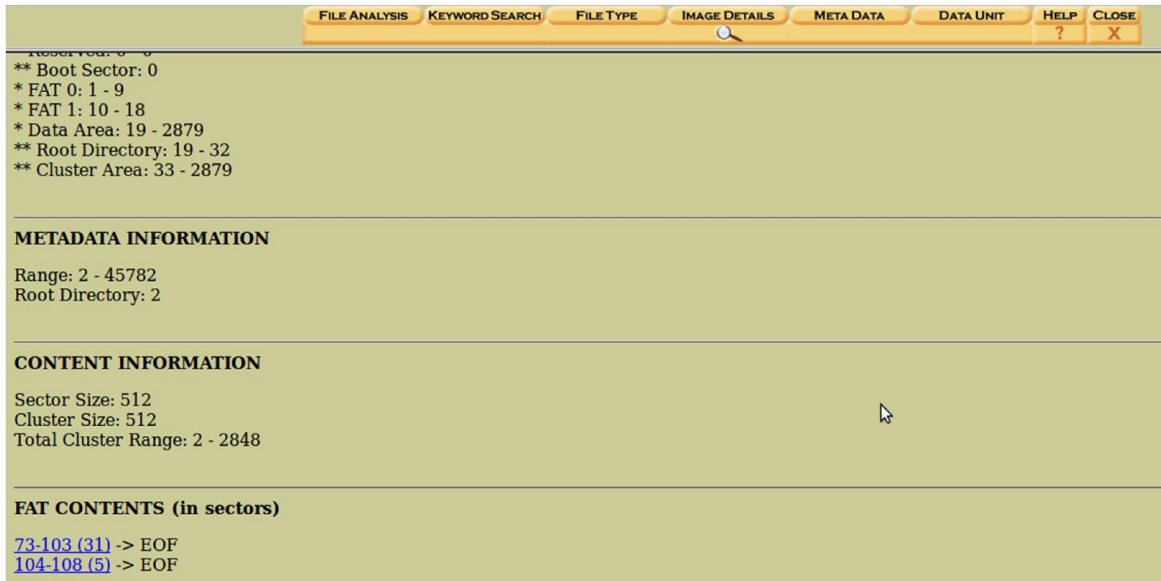 FILE ANALYSIS KEYWORD SEARCH FILE TYPE IMAGE DETAILS META DATA DATA UNIT HELP CLOSE
? X
* Reserved: 0 - 0
** Boot Sector: 0
* FAT 0: 1 - 9
* FAT 1: 10 - 18
* Data Area: 19 - 2879
** Root Directory: 19 - 32
** Cluster Area: 33 - 2879
METADATA INFORMATION
Range: 2 - 45782
Root Directory: 2
CONTENT INFORMATION
Sector Size: 512
Cluster Size: 512
Total Cluster Range: 2 - 2848
FAT CONTENTS (in sectors)
73-103 (31) -> EOF
104-108 (5) -> EOF